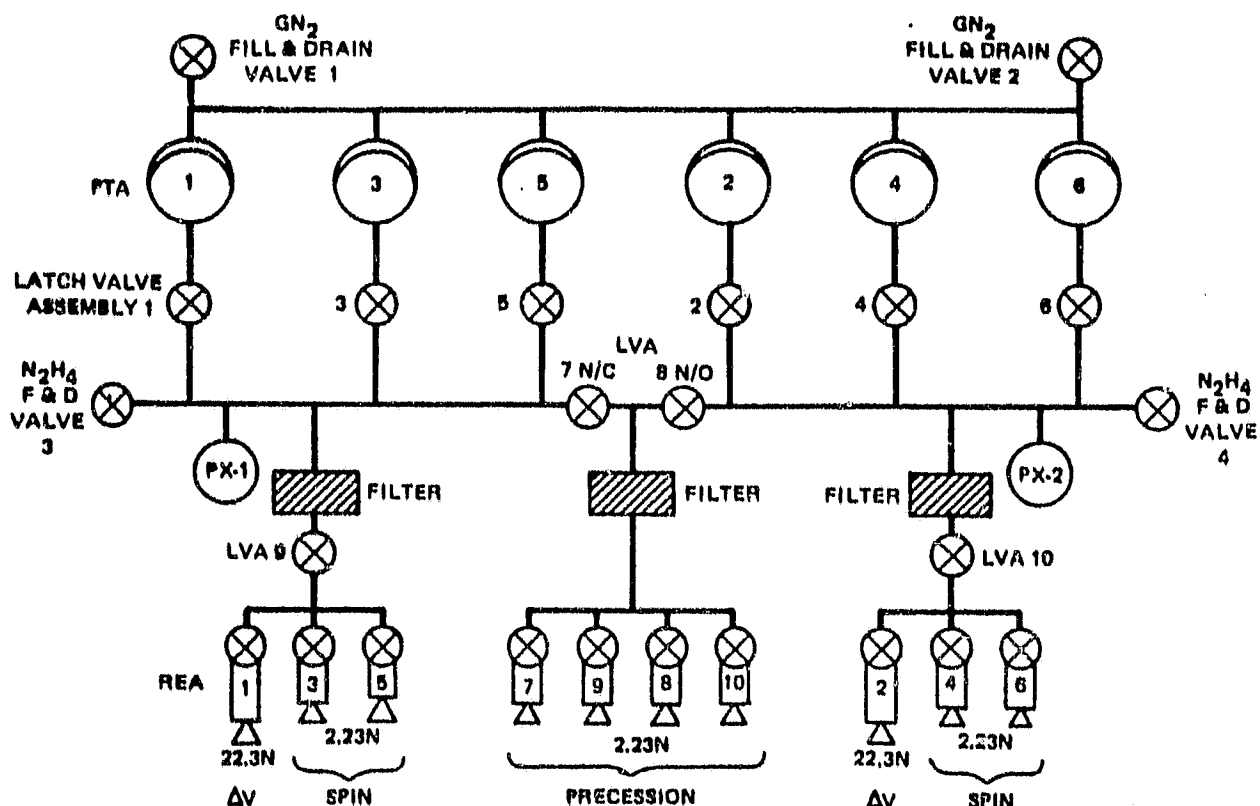 GN₂
FILL & DRAIN
VALVE 1
GN₂
FILL & DRAIN
VALVE 2
PTA
1
3
5
2
4
6
LATCH VALVE
ASSEMBLY 1
3
5
2
4
6
LVA
7 N/C
8 N/O
N₂H₄
F & D
VALVE
3
N₂H₄
F & D
VALVE
4
PX-1
PX-2
FILTER
FILTER
FILTER
LVA 9
LVA 10
REA
1
3
5
7
9
8
10
2
4
6
22,3N
2,23N
2,23N
22,3N
2,23N
ΔV
SPIN
PRECESSION
ΔV
SPIN